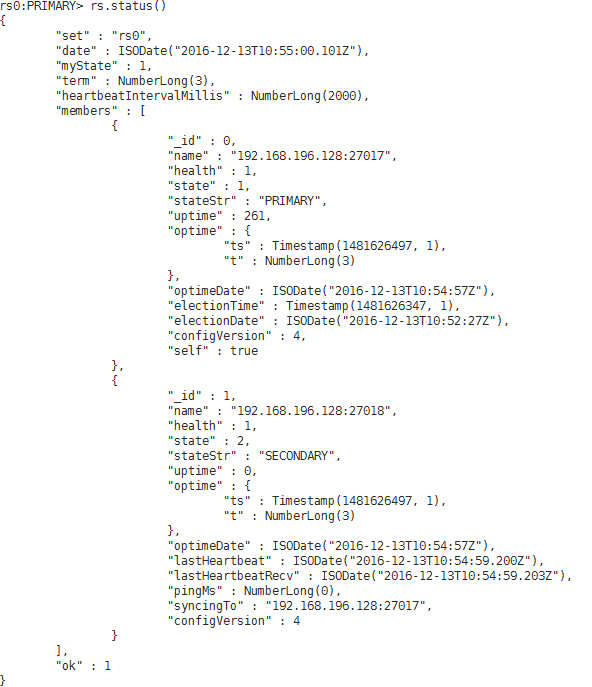 rs0:PRIMARY> rs.status()
{
        "set" : "rs0",
        "date" : ISODate("2016-12-13T10:55:00.101Z"),
        "myState" : 1,
        "term" : NumberLong(3),
        "heartbeatIntervalMillis" : NumberLong(2000),
        "members" : [
                {
                        "_id" : 0,
                        "name" : "192.168.196.128:27017",
                        "health" : 1,
                        "state" : 1,
                        "stateStr" : "PRIMARY",
                        "uptime" : 261,
                        "optime" : {
                                "ts" : Timestamp(1481626497, 1),
                                "t" : NumberLong(3)
                        },
                        "optimeDate" : ISODate("2016-12-13T10:54:57Z"),
                        "electionTime" : Timestamp(1481626347, 1),
                        "electionDate" : ISODate("2016-12-13T10:52:27Z"),
                        "configVersion" : 4,
                        "self" : true
                },
                {
                        "_id" : 1,
                        "name" : "192.168.196.128:27018",
                        "health" : 1,
                        "state" : 2,
                        "stateStr" : "SECONDARY",
                        "uptime" : 0,
                        "optime" : {
                                "ts" : Timestamp(1481626497, 1),
                                "t" : NumberLong(3)
                        },
                        "optimeDate" : ISODate("2016-12-13T10:54:57Z"),
                        "lastHeartbeat" : ISODate("2016-12-13T10:54:59.200Z"),
                        "lastHeartbeatRecv" : ISODate("2016-12-13T10:54:59.203Z"),
                        "pingMs" : NumberLong(0),
                        "syncingTo" : "192.168.196.128:27017",
                        "configVersion" : 4
                }
        ],
        "ok" : 1
}